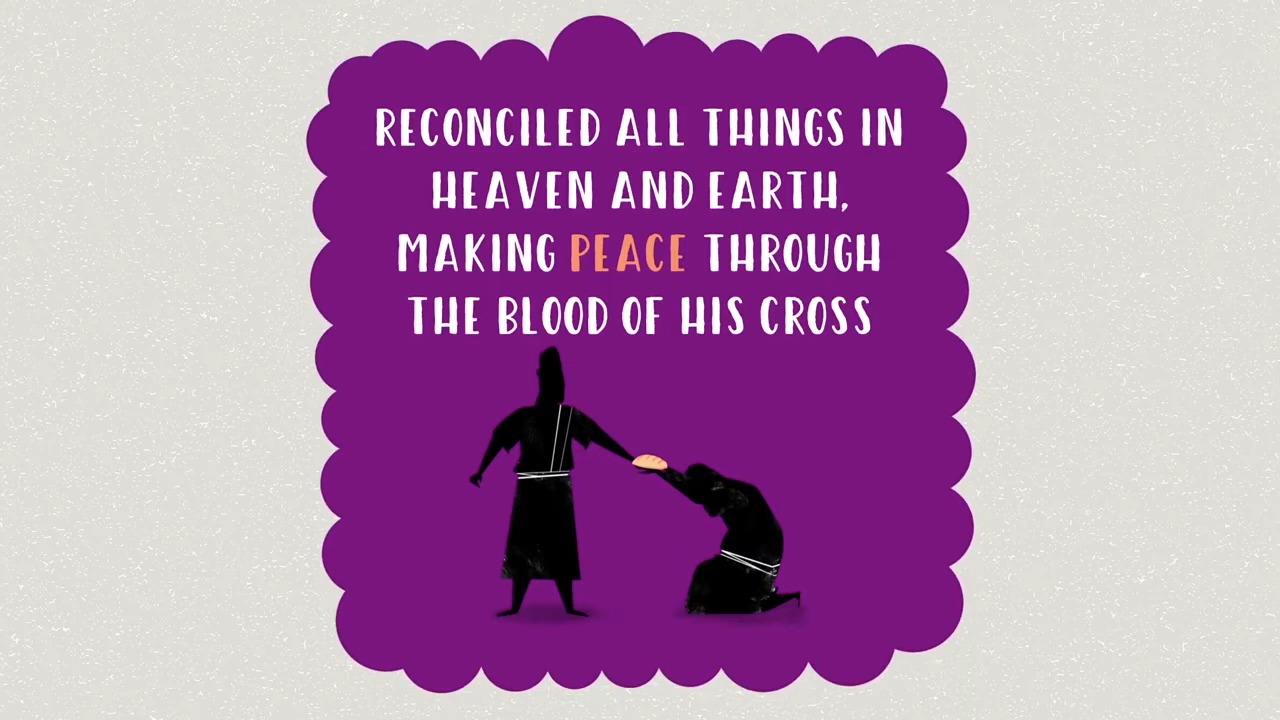 RECONCILED ALL THINGS IN
HEAVEN AND EARTH,
MAKING PEACE THROUGH
THE BLOOD OF HIS CROSS